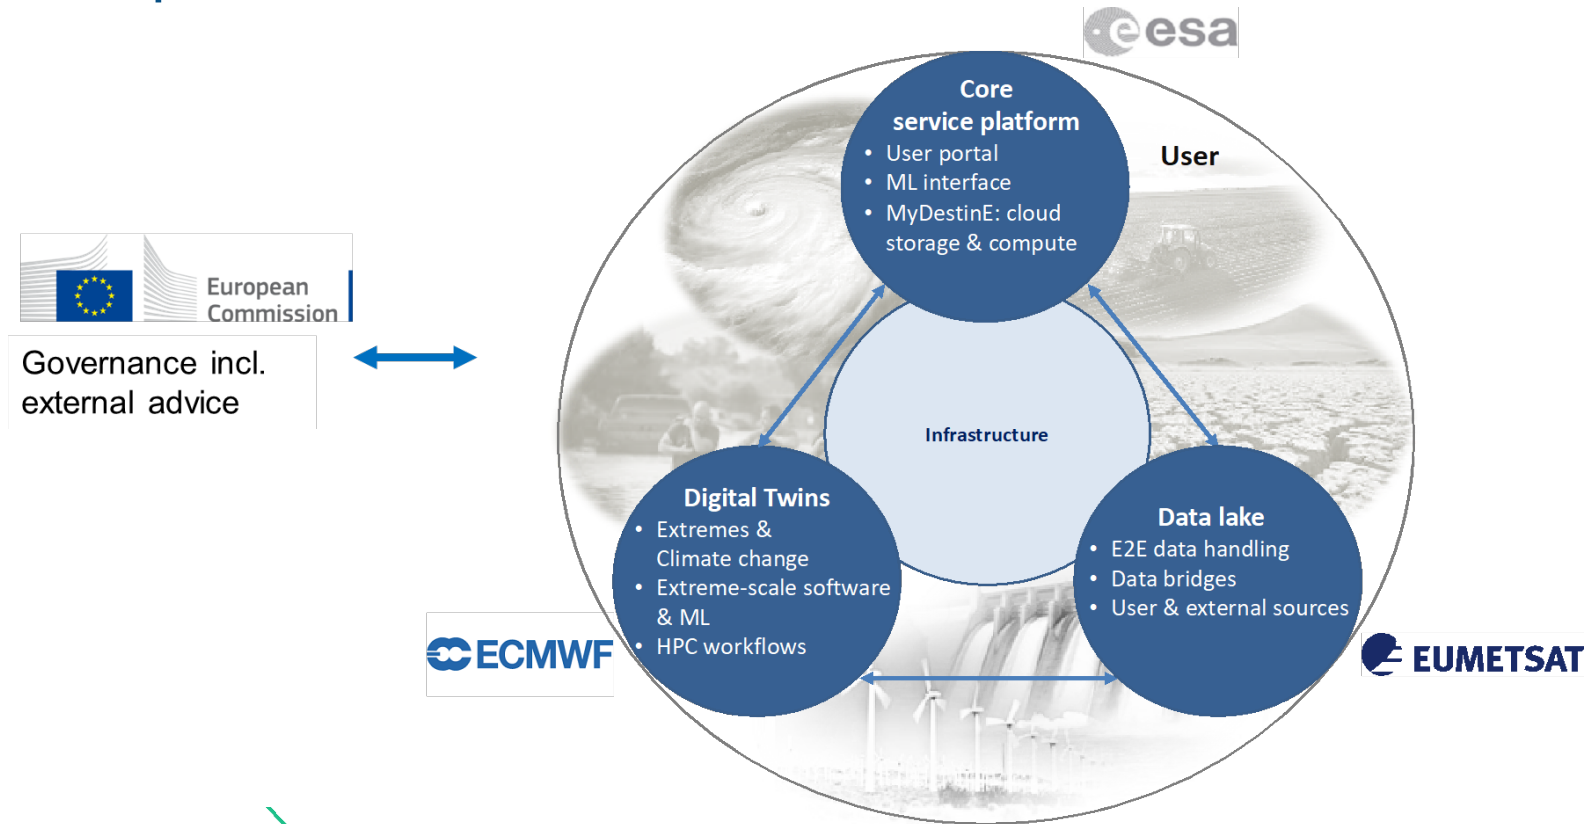 esa
Core
service platform
• User portal
• ML interface
• MyDestinE: cloud
storage & compute
User
European
Commission
Governance incl.
external advice
Infrastructure
Digital Twins
• Extremes &
Climate change
• Extreme-scale software
& ML
• HPC workflows
Data lake
• E2E data handling
• Data bridges
• User & external sources
ECMWF
EUMETSAT